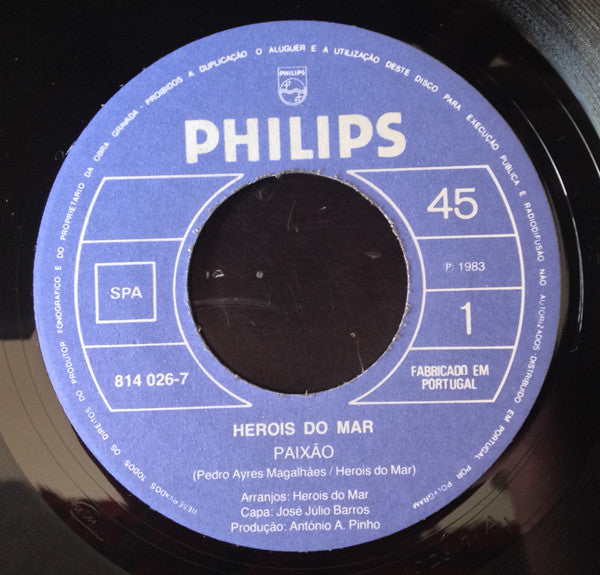 RESERVADOS TODOS OS DIREITOS DO PRODUTOR FONOGRÁFICO E DO PROPRIETÁRIO DA OBRA GRAVADA - PROIBIDOS A DUPLICAÇÃO O ALUGUER E A UTILIZAÇÃO DESTE DISCO PARA EXECUÇÃO PÚBLICA E RADIODIFUSÃO NÃO AUTORIZADOS DISTRIBUIDO EM PORTUGAL POR POLYGRAM
PHILIPS
PHILIPS
45
℗ 1983
SPA
1
814 026-7
FABRICADO EM
PORTUGAL
HEROIS DO MAR
PAIXÃO
(Pedro Ayres Magalhães / Herois do Mar)
Arranjos: Herois do Mar
Capa: José Júlio Barros
Produção: António A. Pinho